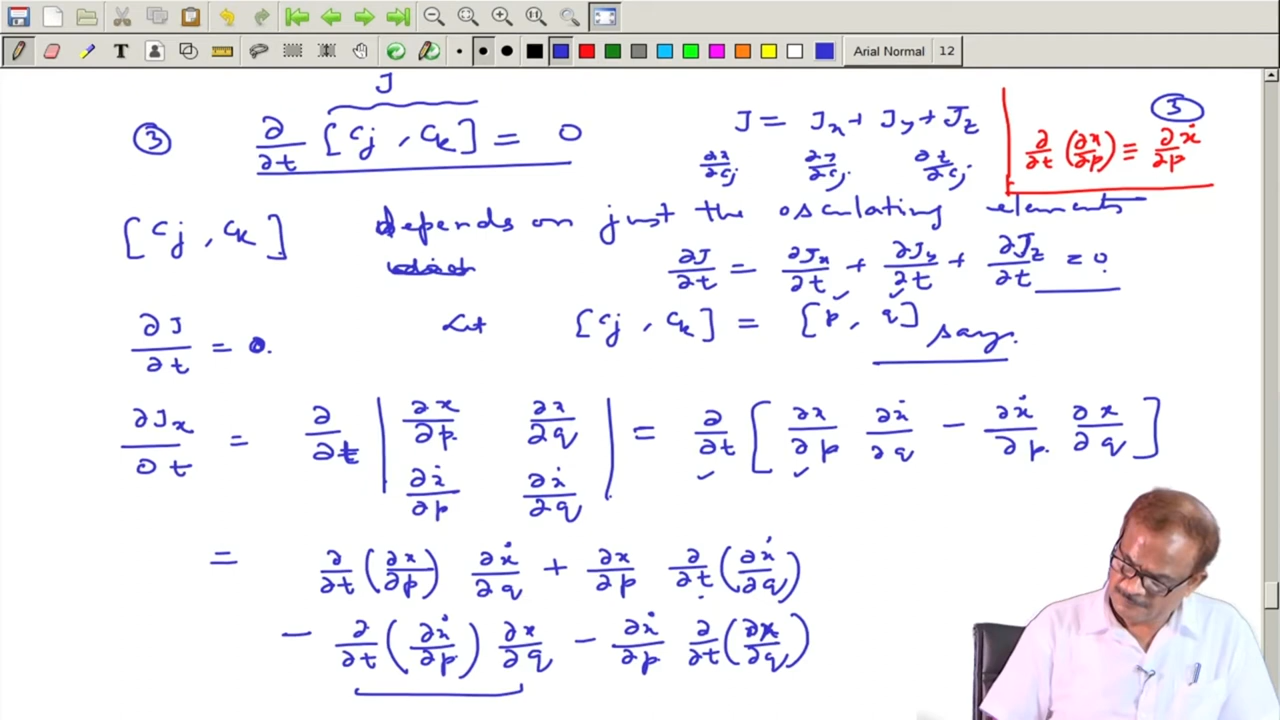 Arial Normal 12
J
③ ∂/∂t [cj , ck] = 0
J = Jx + Jy + Jz
∂x/∂cj ∂y/∂cj ∂z/∂cj
③
∂/∂t (∂x/∂p) ≡ ∂ẋ/∂p
[cj , ck] depends on just the osculating elements
∂J/∂t = ∂Jx/∂t + ∂Jy/∂t + ∂Jz/∂t = 0.
∂J/∂t = 0. Let [cj , ck] = [p , q] say.
∂Jx/∂t = ∂/∂t | ∂x/∂p ∂x/∂q ; ∂ẋ/∂p ∂ẋ/∂q | = ∂/∂t [ ∂x/∂p ∂ẋ/∂q − ∂ẋ/∂p ∂x/∂q ]
= ∂/∂t (∂x/∂p) ∂ẋ/∂q + ∂x/∂p ∂/∂t (∂ẋ/∂q)
− ∂/∂t (∂ẋ/∂p) ∂x/∂q − ∂ẋ/∂p ∂/∂t (∂x/∂q)